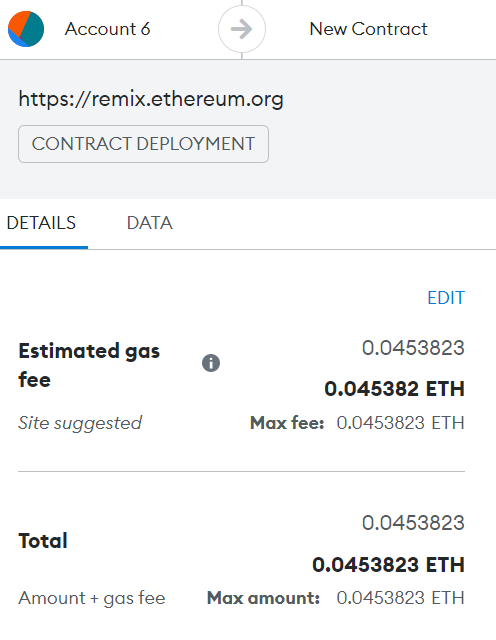 Account 6
New Contract
https://remix.ethereum.org
CONTRACT DEPLOYMENT
DETAILS DATA
EDIT
Estimated gas fee
0.0453823
0.045382 ETH
Site suggested
Max fee: 0.0453823 ETH
0.0453823
Total
0.0453823 ETH
Amount + gas fee
Max amount: 0.0453823 ETH